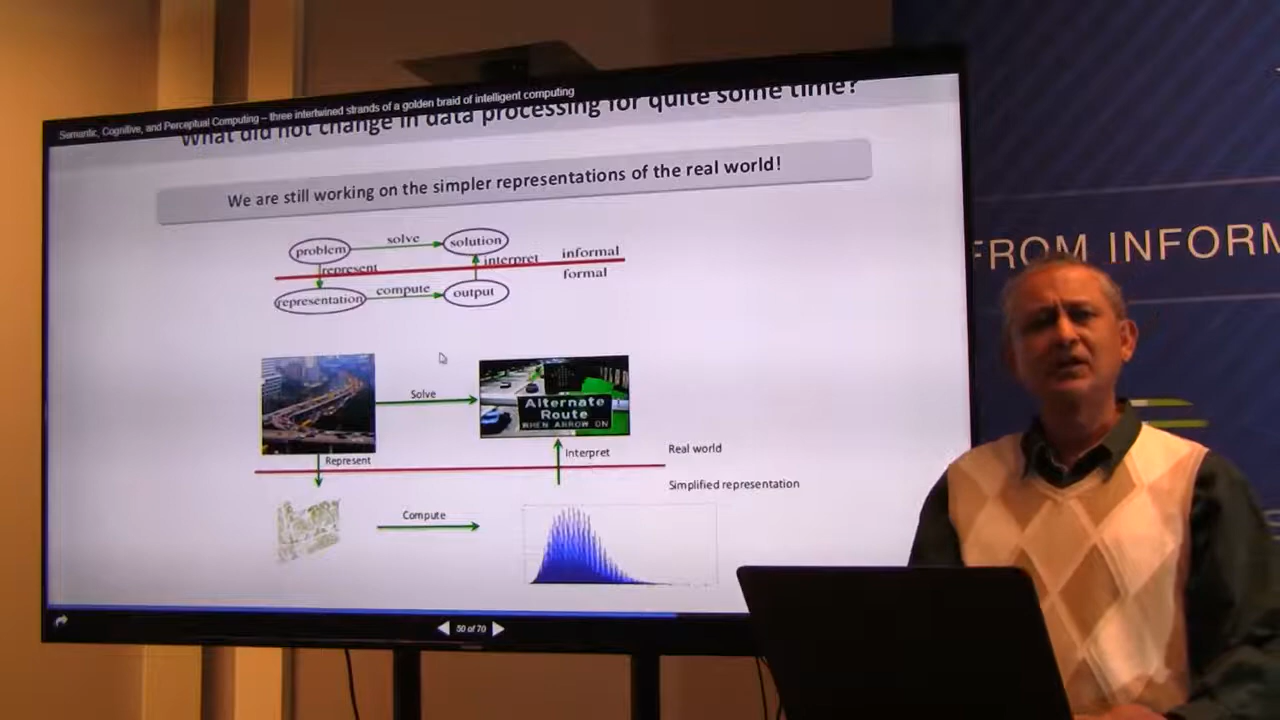 Semantic, Cognitive, and Perceptual Computing – three intertwined strands of a golden braid of intelligent computing
What did not change in data processing for quite some time?
We are still working on the simpler representations of the real world!
problem
solve
solution
represent
interpret
informal
formal
representation
compute
output
Solve
Alternate
Route
WHEN ARROW ON
Represent
Interpret
Real world
Simplified representation
Compute
50 of 70
FROM INFORM